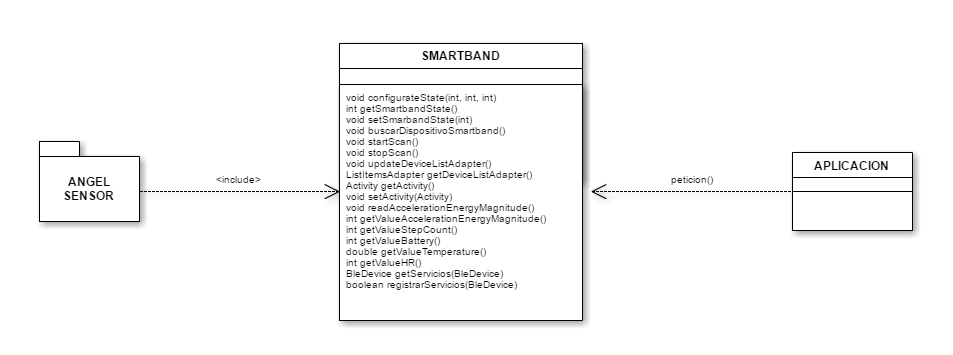 SMARTBAND
void configurateState(int, int, int)
int getSmartbandState()
void setSmarbandState(int)
void buscarDispositivoSmartband()
void startScan()
void stopScan()
void updateDeviceListAdapter()
ListItemsAdapter getDeviceListAdapter()
Activity getActivity()
void setActivity(Activity)
void readAccelerationEnergyMagnitude()
int getValueAccelerationEnergyMagnitude()
int getValueStepCount()
int getValueBattery()
double getValueTemperature()
int getValueHR()
BleDevice getServicios(BleDevice)
boolean registrarServicios(BleDevice)
ANGEL
SENSOR
<include>
peticion()
APLICACION